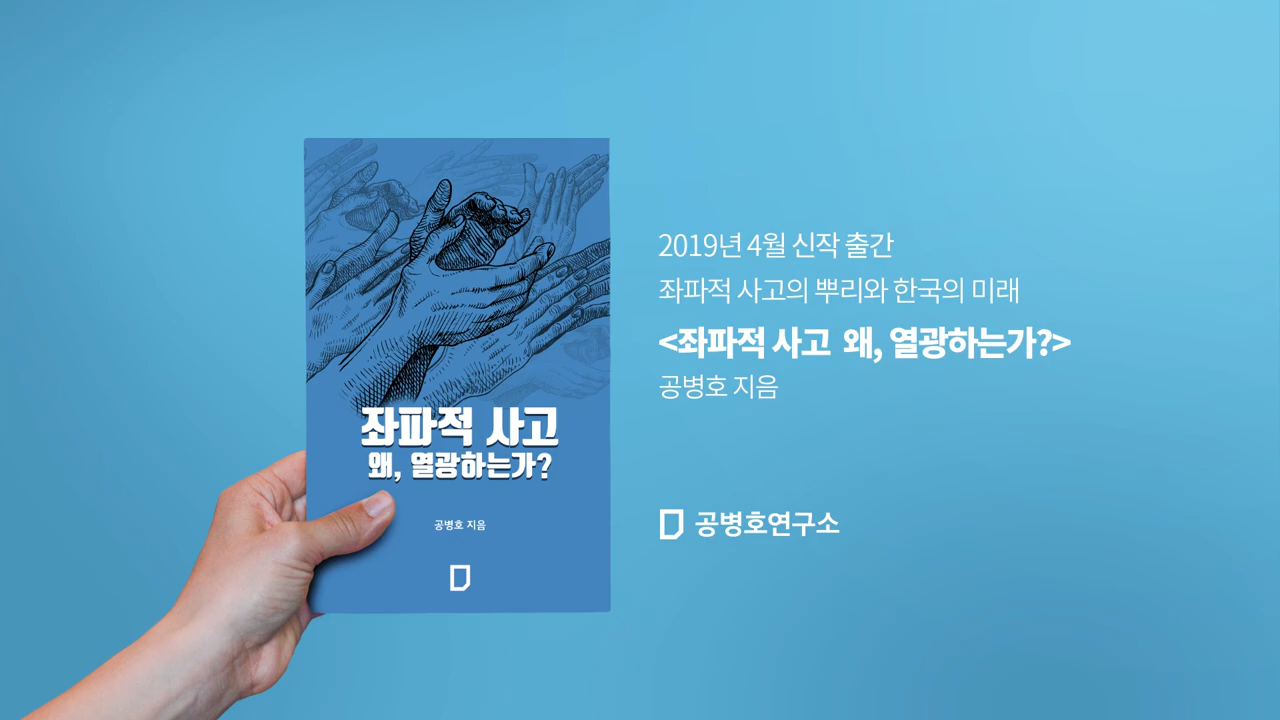 좌파적 사고
왜, 열광하는가?
공병호 지음
2019년 4월 신작 출간
좌파적 사고의 뿌리와 한국의 미래
<좌파적 사고 왜, 열광하는가?>
공병호 지음
공병호연구소